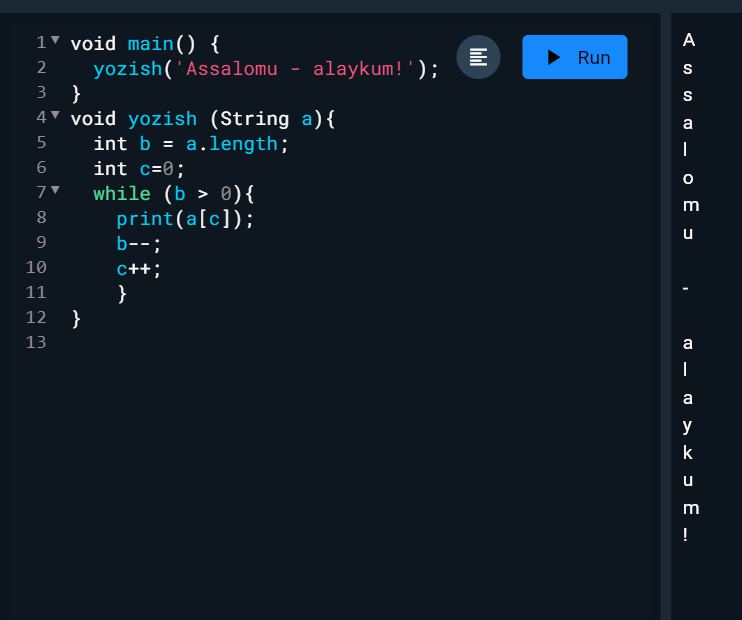 1 void main() {
2 yozish('Assalomu - alaykum!');
3 }
4 void yozish (String a){
5 int b = a.length;
6 int c=0;
7 while (b > 0){
8 print(a[c]);
9 b--;
10 c++;
11 }
12 }
13
Run
A
s
s
a
l
o
m
u
-
a
l
a
y
k
u
m
!